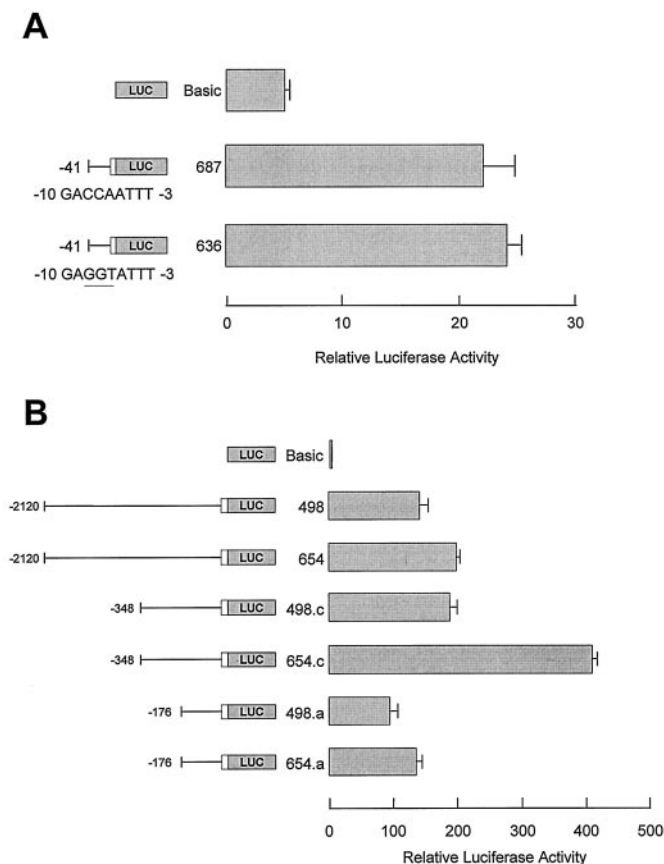 A
LUC Basic
-41 LUC 687
-10 GACCAATTT -3
-41 LUC 636
-10 GAGGTATTT -3
0 10 20 30
Relative Luciferase Activity
B
LUC Basic
-2120 LUC 498
-2120 LUC 654
-348 LUC 498.c
-348 LUC 654.c
-176 LUC 498.a
-176 LUC 654.a
0 100 200 300 400 500
Relative Luciferase Activity